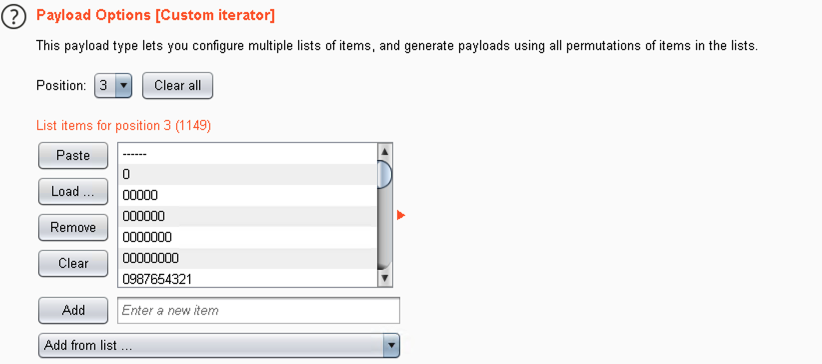 ?
Payload Options [Custom iterator]
This payload type lets you configure multiple lists of items, and generate payloads using all permutations of items in the lists.
Position: 3 Clear all
List items for position 3 (1149)
Paste
Load ...
Remove
Clear
------
0
00000
000000
0000000
00000000
0987654321
Add Enter a new item
Add from list ...